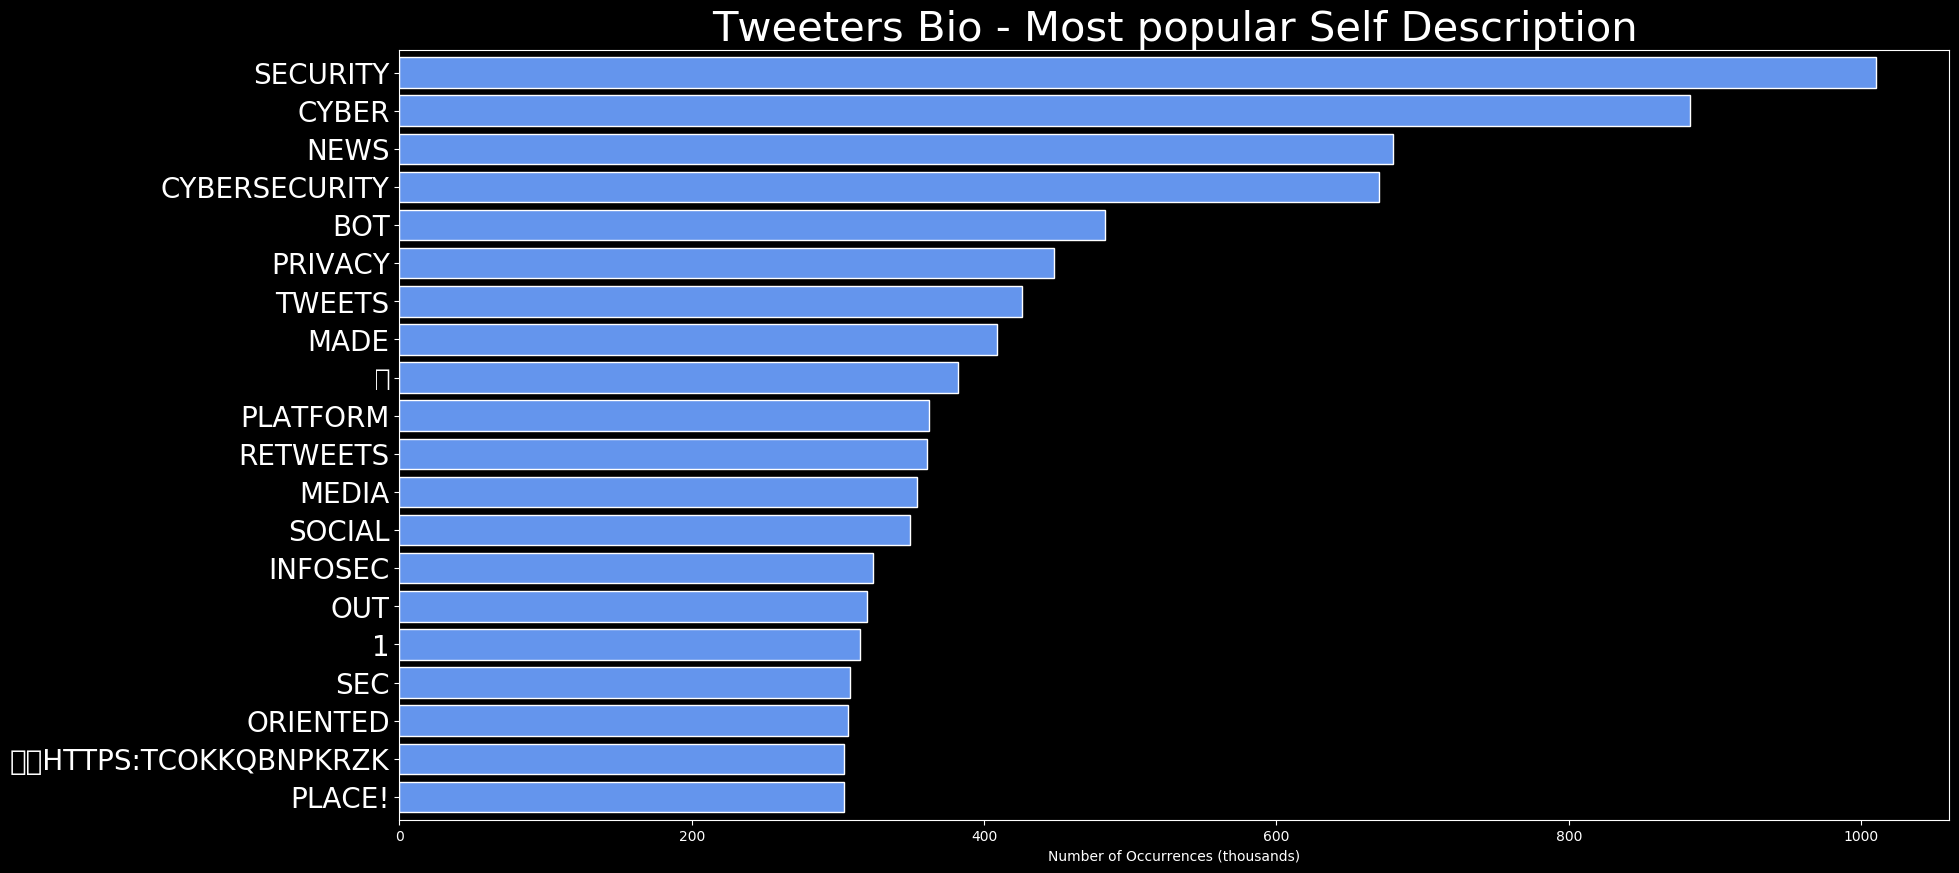 Tweeters Bio - Most popular Self Description
SECURITY
CYBER
NEWS
CYBERSECURITY
BOT
PRIVACY
TWEETS
MADE
PLATFORM
RETWEETS
MEDIA
SOCIAL
INFOSEC
OUT
1
SEC
ORIENTED
HTTPS:TCOKKQBNPKRZK
PLACE!
0 200 400 600 800 1000
Number of Occurrences (thousands)